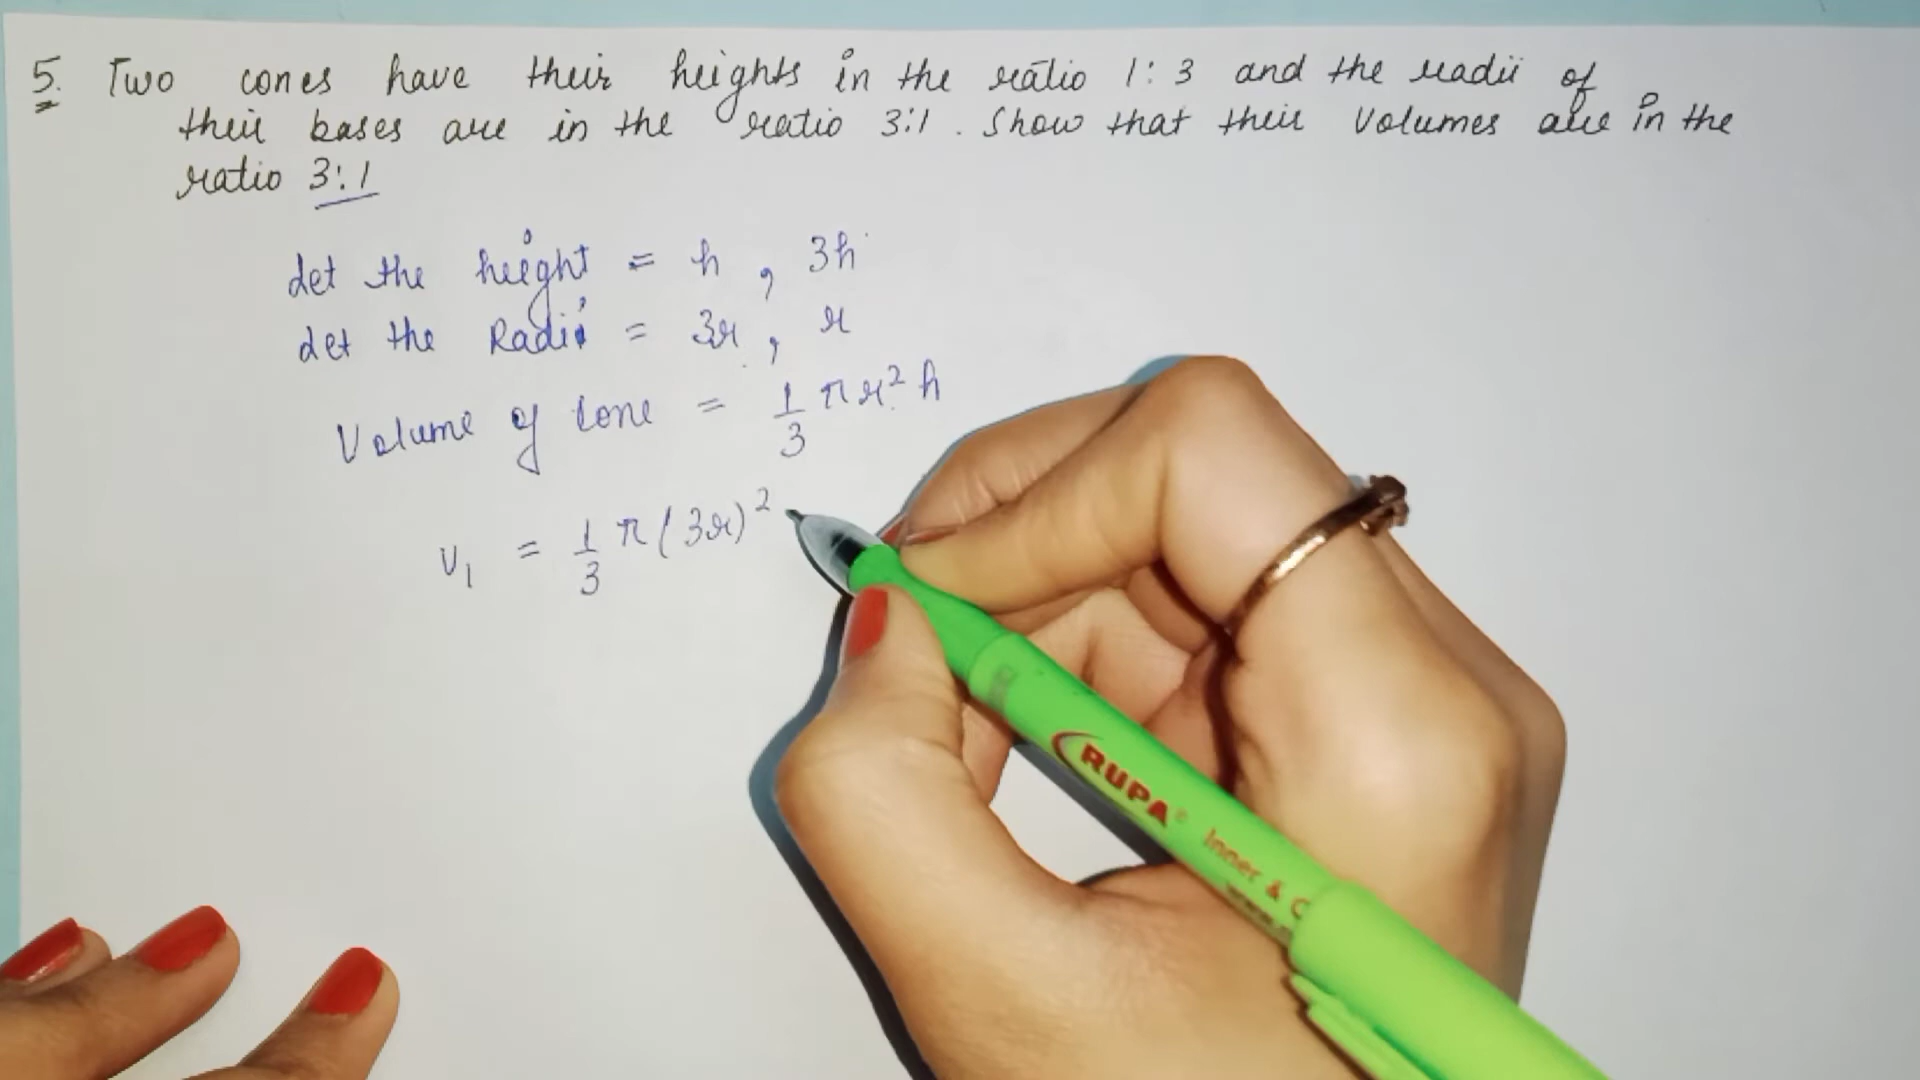 5. Two cones have their heights in the ratio 1:3 and the radii of
their bases are in the ratio 3:1. Show that their Volumes are in the
ratio 3:1
Let the height = h, 3h
Let the Radii = 3r, r
Volume of Cone = 1/3 πr² h
V₁ = 1/3 π(3r)²
RUPA®
Inner & C